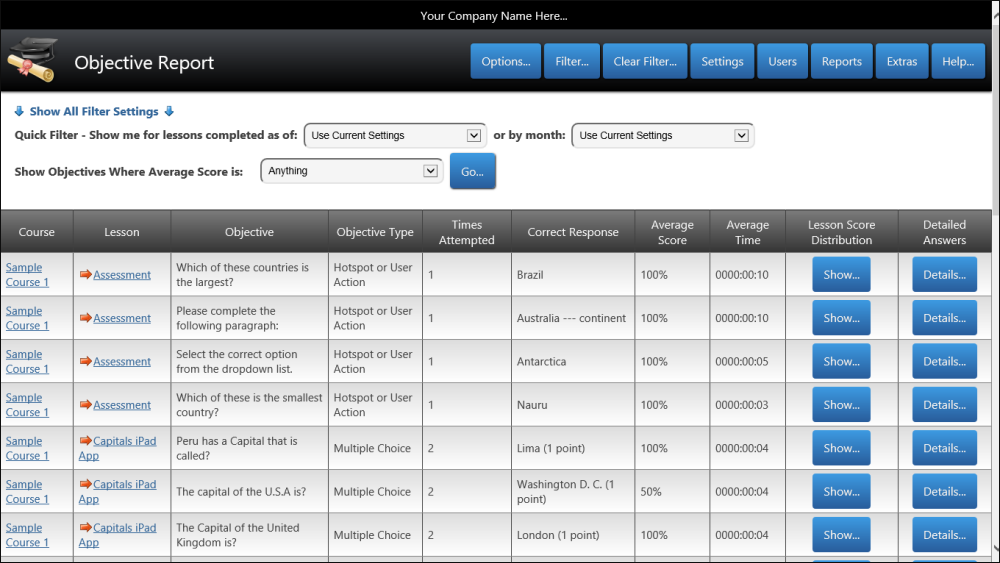 Your Company Name Here...
Objective Report
Options...
Filter...
Clear Filter...
Settings
Users
Reports
Extras
Help...
Show All Filter Settings
Quick Filter - Show me for lessons completed as of: Use Current Settings or by month: Use Current Settings
Show Objectives Where Average Score is: Anything Go...
Course Lesson Objective Objective Type Times Attempted Correct Response Average Score Average Time Lesson Score Distribution Detailed Answers
Sample Course 1 Assessment Which of these countries is the largest? Hotspot or User Action 1 Brazil 100% 0000:00:10 Show... Details...
Sample Course 1 Assessment Please complete the following paragraph: Hotspot or User Action 1 Australia --- continent 100% 0000:00:10 Show... Details...
Sample Course 1 Assessment Select the correct option from the dropdown list. Hotspot or User Action 1 Antarctica 100% 0000:00:05 Show... Details...
Sample Course 1 Assessment Which of these is the smallest country? Hotspot or User Action 1 Nauru 100% 0000:00:03 Show... Details...
Sample Course 1 Capitals iPad App Peru has a Capital that is called? Multiple Choice 2 Lima (1 point) 100% 0000:00:04 Show... Details...
Sample Course 1 Capitals iPad App The capital of the U.S.A is? Multiple Choice 2 Washington D. C. (1 point) 50% 0000:00:04 Show... Details...
Sample Course 1 Capitals iPad App The Capital of the United Kingdom is? Multiple Choice 2 London (1 point) 100% 0000:00:04 Show... Details...